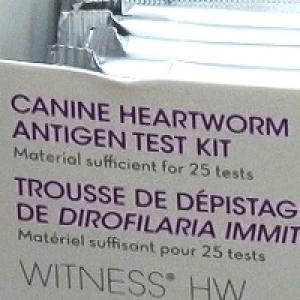 CANINE HEARTWORM
ANTIGEN TEST KIT
Material sufficient for 25 tests
TROUSSE DE DÉPISTAG
DE DIROFILARIA IMMIT
Matériel suffisant pour 25 tests
WITNESS® HW